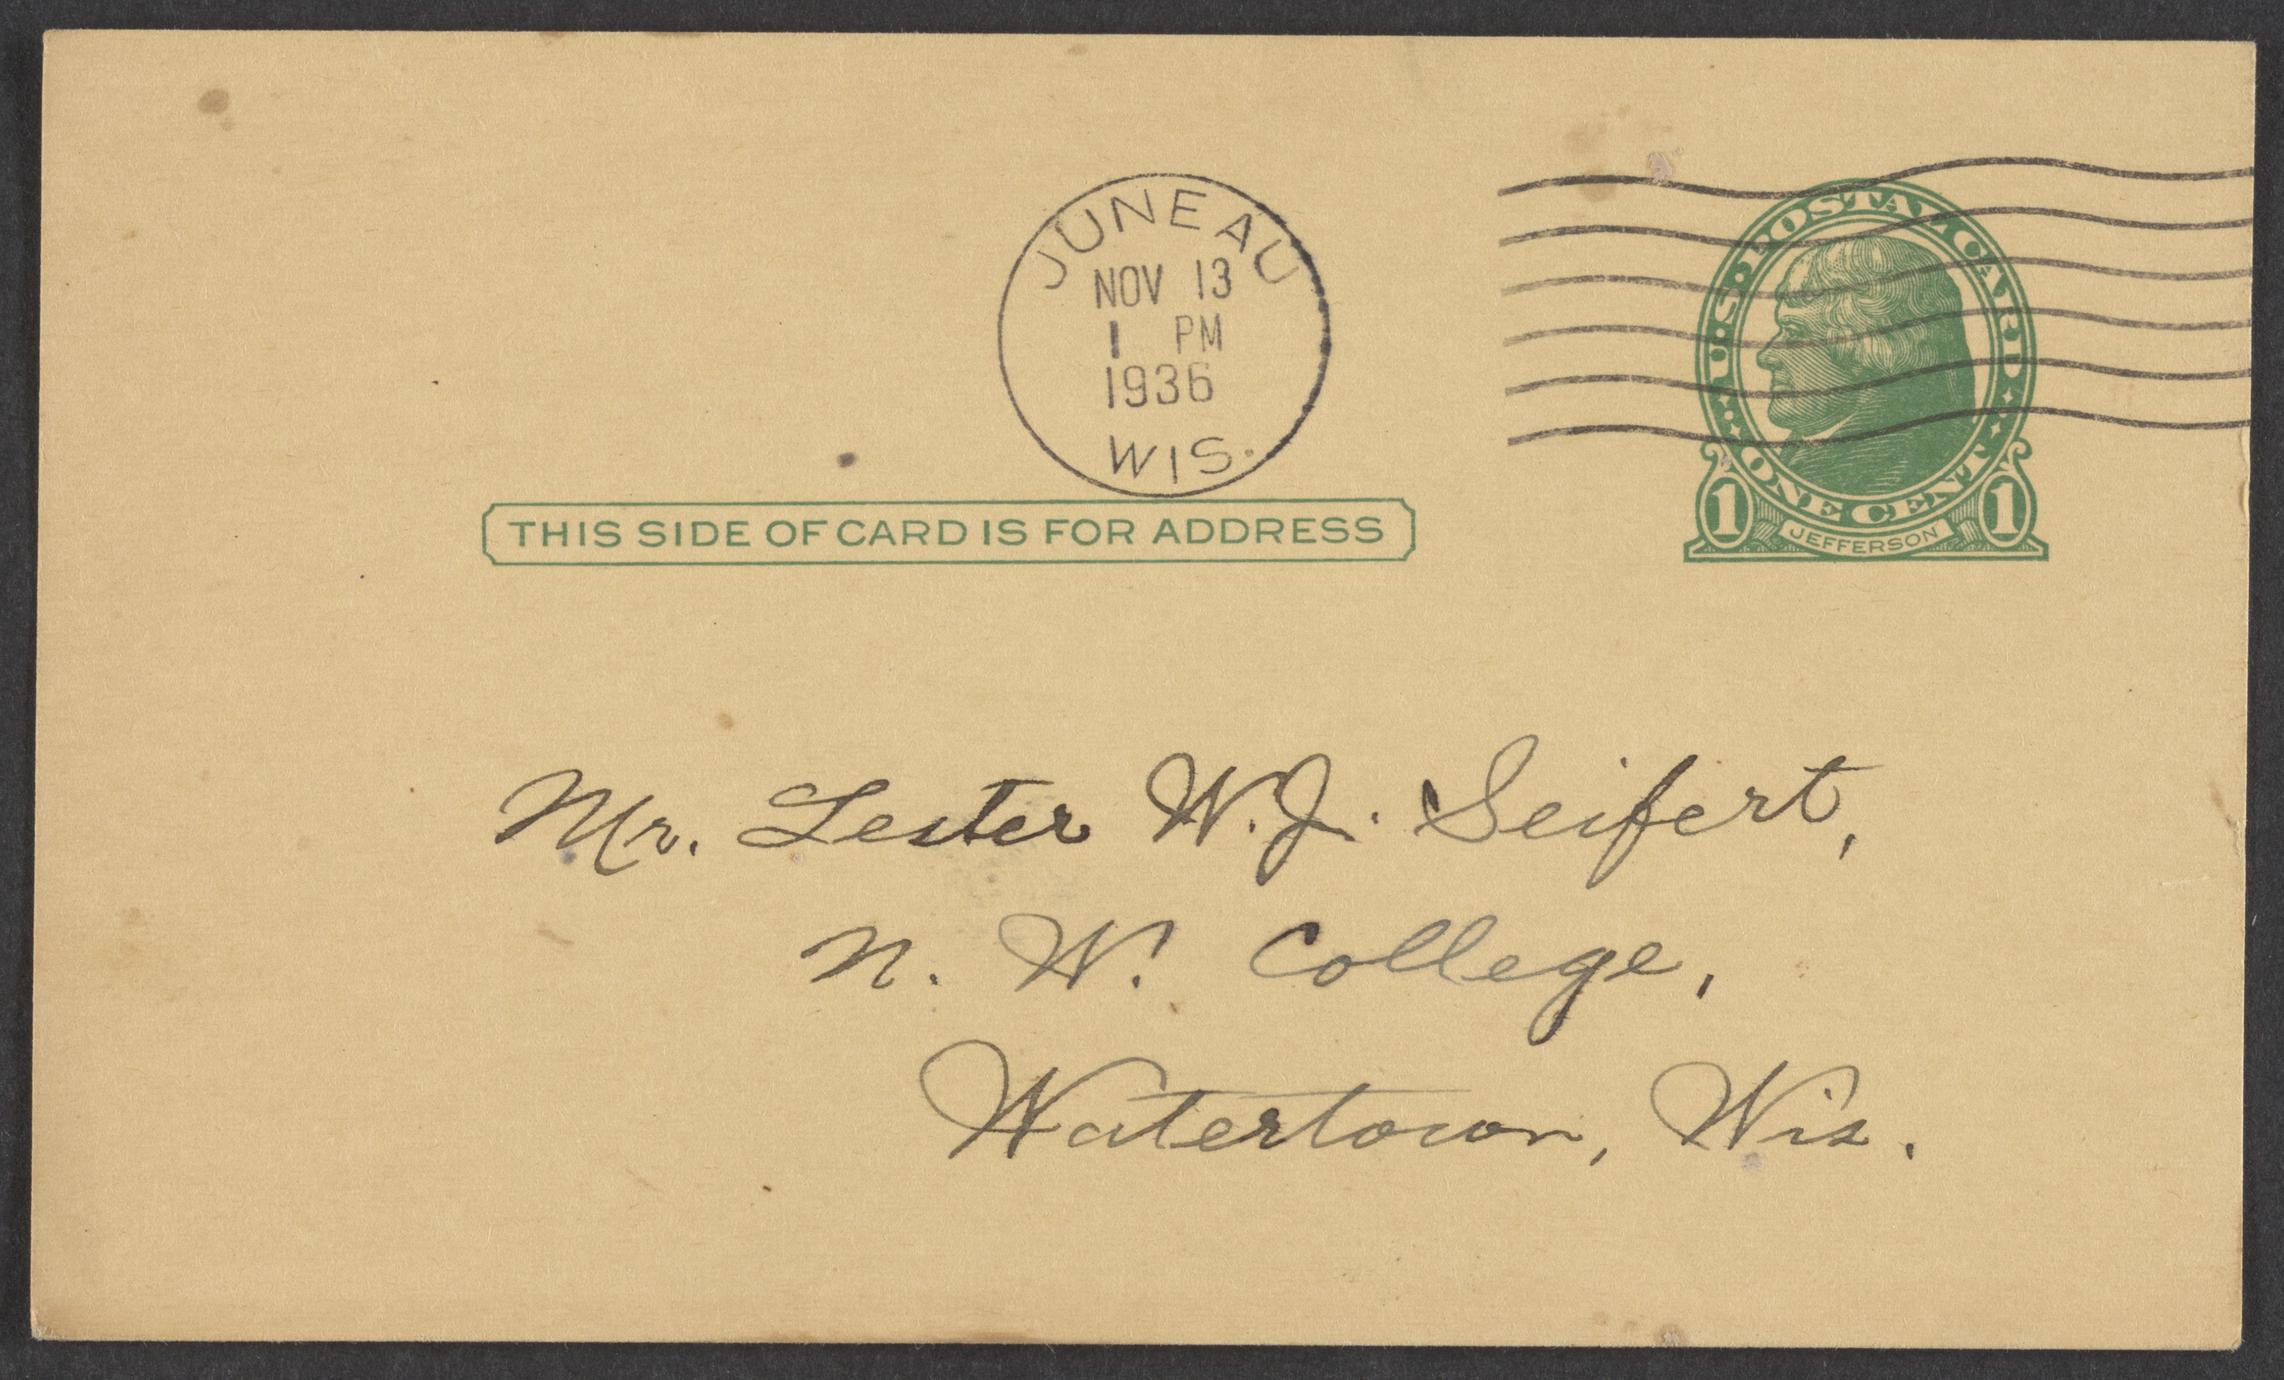 JUNEAU
NOV 13
1 PM
1936
WIS.
U.S. POSTAL CARD
ONE CENT
1 JEFFERSON 1
THIS SIDE OF CARD IS FOR ADDRESS
Mr. Lester W.J. Seifert,
N. W. College,
Watertown, Wis.